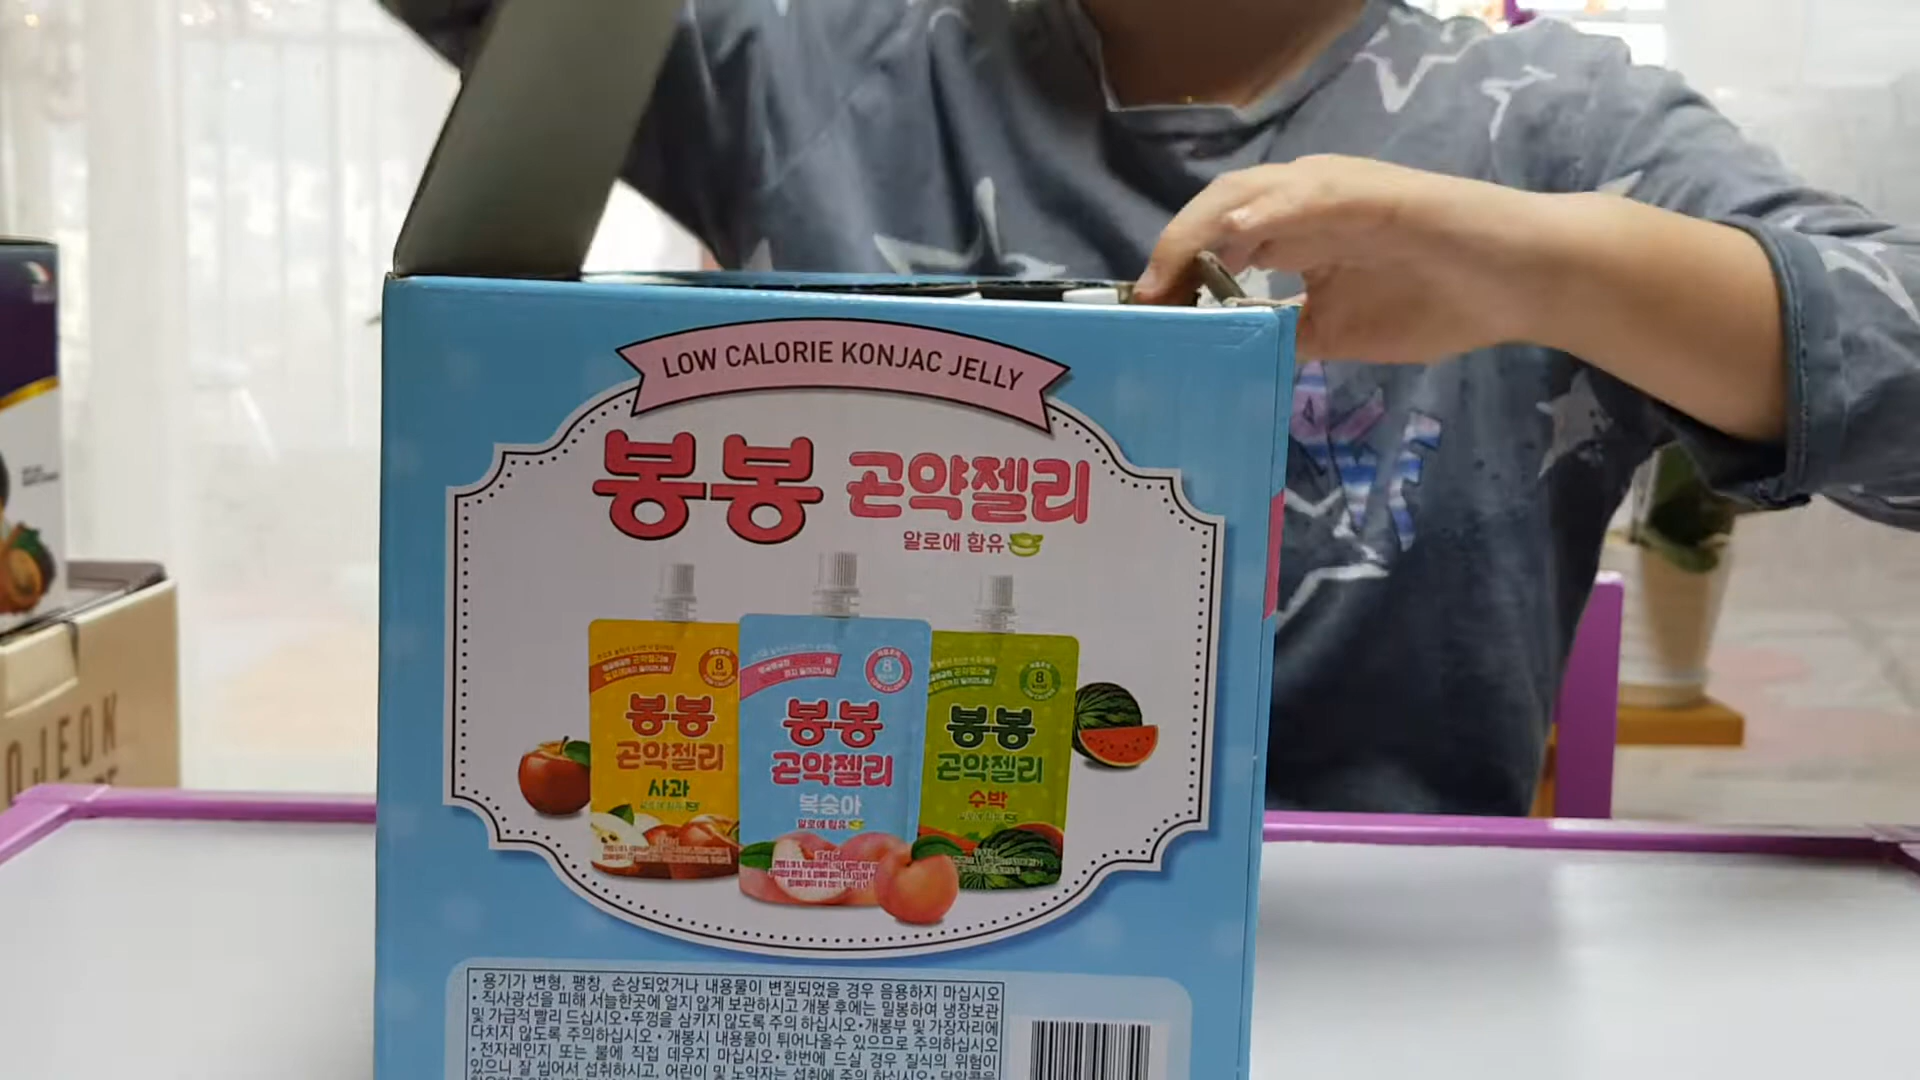 LOW CALORIE KONJAC JELLY
봉봉 곤약젤리
알로에 함유
8
kcal
봉봉
곤약젤리
사과
8
봉봉
곤약젤리
복숭아
알로에 함유
8
kcal
봉봉
곤약젤리
수박
• 용기가 변형, 팽창, 손상되었거나 내용물이 변질되었을 경우 음용하지 마십시오
• 직사광선을 피해 서늘한곳에 얼지 않게 보관하시고 개봉 후에는 밀봉하여 냉장보관
및 가급적 빨리 드십시오•뚜껑을 삼키지 않도록 주의 하십시오•개봉부 및 가장자리에
다치지 않도록 주의하십시오 • 개봉시 내용물이 튀어나올수 있으므로 주의하십시오
•전자레인지 또는 불에 직접 데우지 마십시오•한번에 드실 경우 질식의 위험이
있으니 잘 씹어서 섭취하시고, 어린이 및 노약자는 섭취에 주의 하십시오•
OJEON